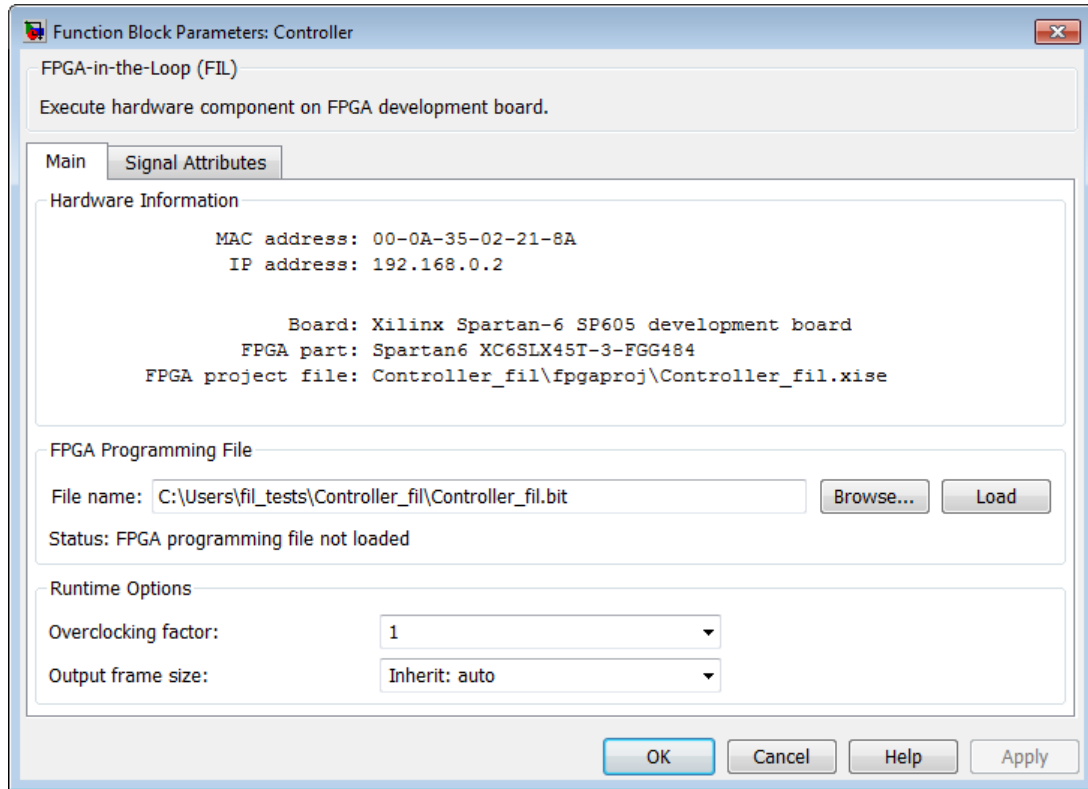 Function Block Parameters: Controller
FPGA-in-the-Loop (FIL)
Execute hardware component on FPGA development board.
Main Signal Attributes
Hardware Information
MAC address: 00-0A-35-02-21-8A
IP address: 192.168.0.2
Board: Xilinx Spartan-6 SP605 development board
FPGA part: Spartan6 XC6SLX45T-3-FGG484
FPGA project file: Controller_fil\fpgaproj\Controller_fil.xise
FPGA Programming File
File name: C:\Users\fil_tests\Controller_fil\Controller_fil.bit Browse... Load
Status: FPGA programming file not loaded
Runtime Options
Overclocking factor: 1
Output frame size: Inherit: auto
OK Cancel Help Apply